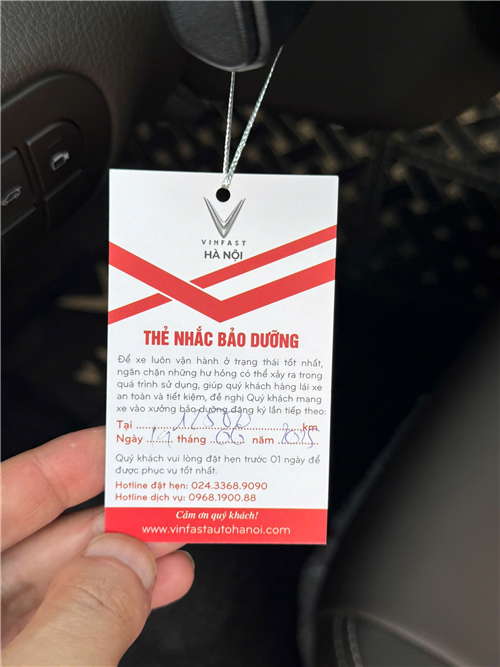 VINFAST
HÀ NỘI
THẺ NHẮC BẢO DƯỠNG
Để xe luôn vận hành ở trạng thái tốt nhất,
ngăn chặn những hư hỏng có thể xảy ra trong
quá trình sử dụng, giúp quý khách hàng lái xe
an toàn và tiết kiệm, đề nghị Quý khách mang
xe vào xưởng bảo dưỡng đăng ký lần tiếp theo:
Tại 12500 km
Ngày tháng năm 2025
Quý khách vui lòng đặt hẹn trước 01 ngày để
được phục vụ tốt nhất.
Hotline đặt hẹn: 024.3368.9090
Hotline dịch vụ: 0968.1900.88
Cảm ơn quý khách!
www.vinfastautohanoi.com